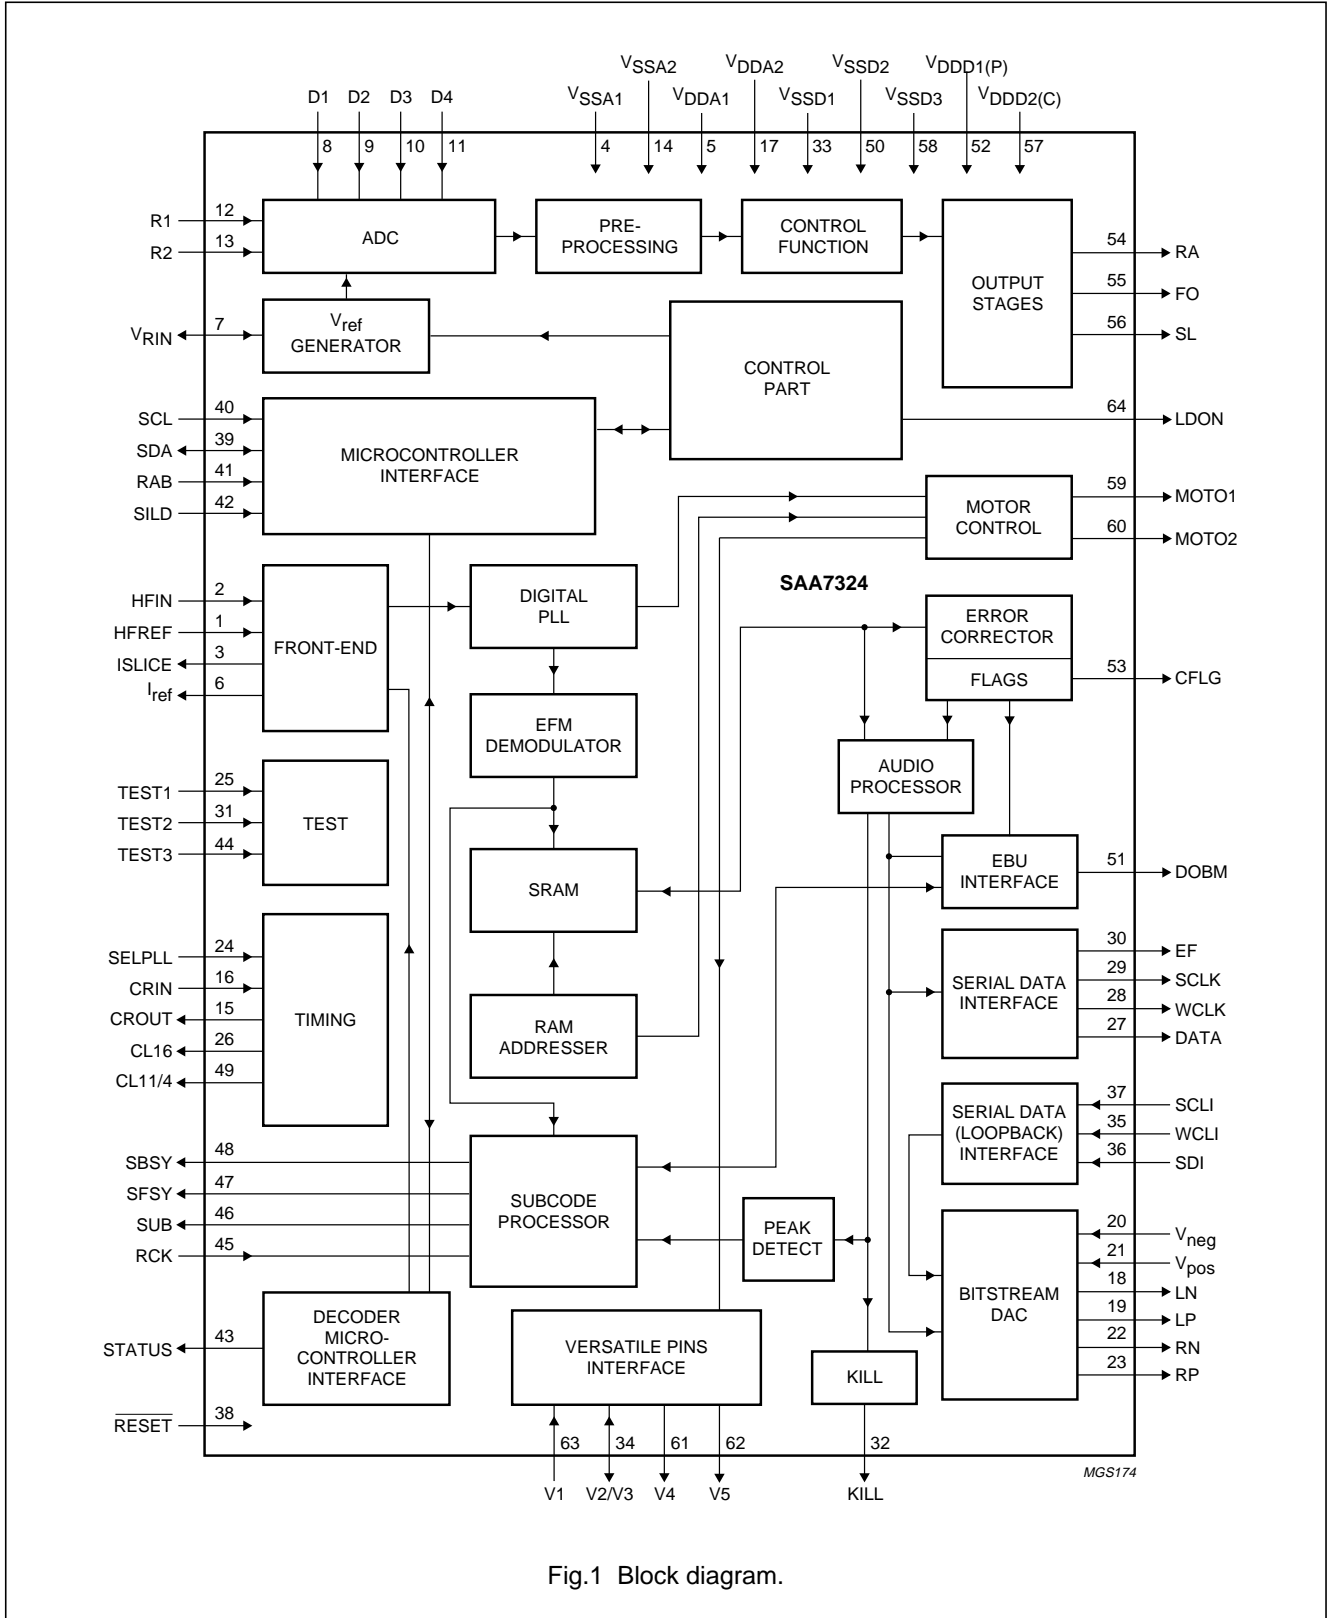 VSSA2 VDDA2 VSSD2 VDDD1(P)
D1 D2 D3 D4 VSSA1 VDDA1 VSSD1 VSSD3 VDDD2(C)
8 9 10 11 4 14 5 17 33 50 58 52 57
R1 12
R2 13
ADC
PRE-
PROCESSING
CONTROL
FUNCTION
OUTPUT
STAGES
54 RA
55 FO
56 SL
VRIN 7
Vref
GENERATOR
CONTROL
PART
64 LDON
SCL 40
SDA 39
RAB 41
SILD 42
MICROCONTROLLER
INTERFACE
MOTOR
CONTROL
59 MOTO1
60 MOTO2
SAA7324
HFIN 2
HFREF 1
ISLICE 3
Iref 6
FRONT-END
DIGITAL
PLL
ERROR
CORRECTOR
FLAGS
53 CFLG
EFM
DEMODULATOR
AUDIO
PROCESSOR
TEST1 25
TEST2 31
TEST3 44
TEST
SRAM
EBU
INTERFACE
51 DOBM
SELPLL 24
CRIN 16
CROUT 15
CL16 26
CL11/4 49
TIMING
RAM
ADDRESSER
SERIAL DATA
INTERFACE
30 EF
29 SCLK
28 WCLK
27 DATA
SERIAL DATA
(LOOPBACK)
INTERFACE
37 SCLI
35 WCLI
36 SDI
SBSY 48
SFSY 47
SUB 46
RCK 45
SUBCODE
PROCESSOR
PEAK
DETECT
BITSTREAM
DAC
20 Vneg
21 Vpos
18 LN
19 LP
22 RN
23 RP
STATUS 43
DECODER
MICRO-
CONTROLLER
INTERFACE
VERSATILE PINS
INTERFACE
KILL
RESET 38
63 34 61 62 32
V1 V2/V3 V4 V5 KILL
MGS174
Fig.1 Block diagram.